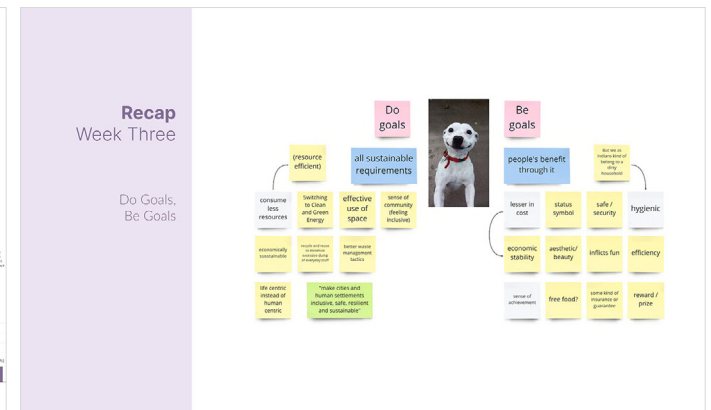 Recap
Week Three
Do Goals,
Be Goals
Do
goals
Be
goals
(resource
efficient)
all sustainable
requirements
people's benefit
through it
But we as
Indians kind of
belong to a
dirty
household
consume
less
resources
Switching
to Clean
and Green
Energy
effective
use of
space
sense of
community
(feeling
inclusive)
lesser in
cost
status
symbol
safe /
security
hygienic
economically
sustainable
better waste
management
tactics
economic
stability
aesthetic/
beauty
inflicts fun
efficiency
life centric
instead of
human
centric
"make cities and
human settlements
inclusive, safe, resilient
and sustainable"
sense of
achievement
free food?
some kind of
insurance or
guarantee
reward /
prize